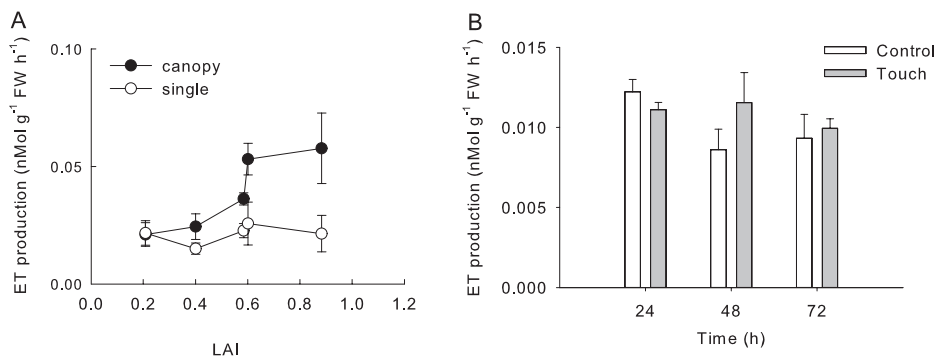 A
ET production (nMol g⁻¹ FW h⁻¹)
0.10
0.05
0.00
canopy
single
0.0 0.2 0.4 0.6 0.8 1.0 1.2
LAI
B
ET production (nMol g⁻¹ FW h⁻¹)
0.015
0.010
0.005
0.000
Control
Touch
24 48 72
Time (h)